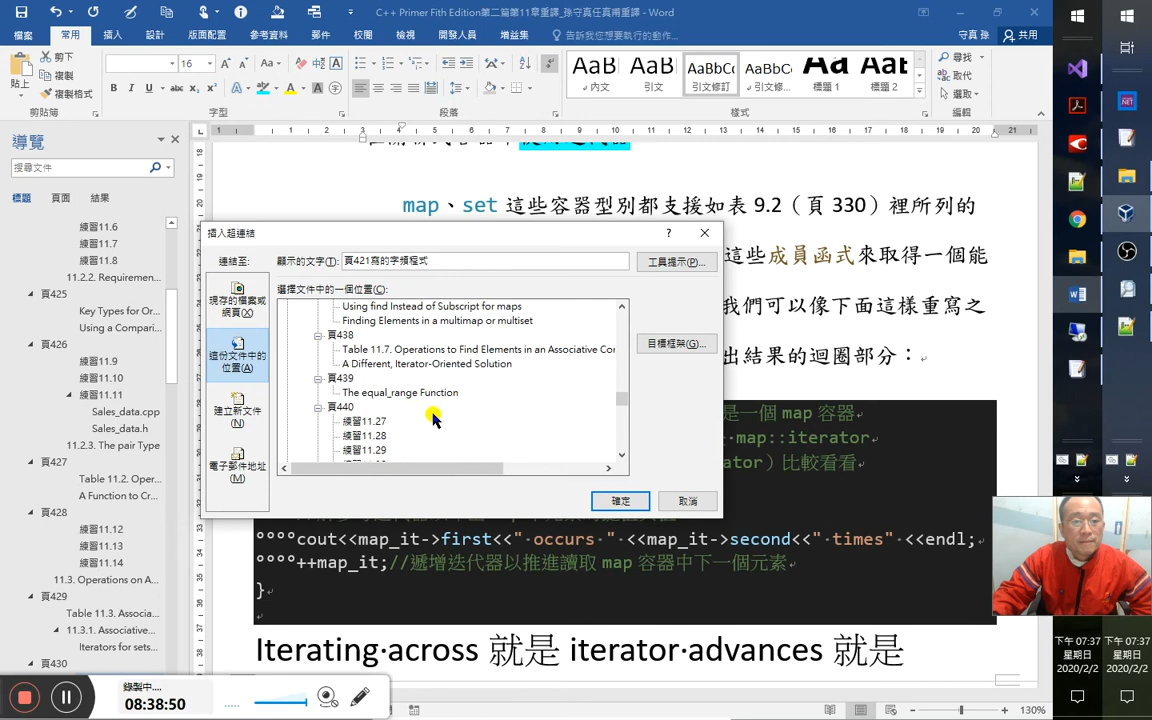 C++ Primer Fith Edition第二篇第11章重譯_孫守真任真甫重譯 - Word
檔案 常用 插入 設計 版面配置 參考資料 郵件 校閱 檢視 開發人員 增益集 告訴我您想要執行的動作... 守真 孫 共用
貼上 剪下 複製 複製格式 16
AaBb AaBb AaBbCc AaBbCc AaB AaBb
內文 引文 引文修訂 引文修... 標題 1 標題 2
尋找 取代 選取
剪貼簿 字型 段落 樣式 編輯
導覽
搜尋文件
標題 頁面 結果
練習11.6
練習11.7
練習11.8
11.2.2. Requiremen...
頁425
Key Types for Or...
Using a Compari...
頁426
練習11.9
練習11.10
練習11.11
Sales_data.cpp
Sales_data.h
11.2.3. The pair Type
頁427
Table 11.2. Oper...
A Function to Cr...
頁428
練習11.12
練習11.13
練習11.14
11.3. Operations on A...
頁429
Table 11.3. Associa...
11.3.1. Associative...
Iterators for sets...
頁430
map、set 這些容器型別都支援如表 9.2（頁 330）裡所列的
這些成員函式來取得一個能
我們可以像下面這樣重寫之
出結果的迴圈部分：
插入超連結
連結至:
顯示的文字(T): 頁421寫的字頻程式
工具提示(P)...
選擇文件中的一個位置(C):
現存的檔案或網頁(X)
這份文件中的位置(A)
建立新文件(N)
電子郵件地址(M)
Using find Instead of Subscript for maps
Finding Elements in a multimap or multiset
頁438
Table 11.7. Operations to Find Elements in an Associative Cor
A Different, Iterator-Oriented Solution
頁439
The equal_range Function
頁440
練習11.27
練習11.28
練習11.29
目標框架(G)...
確定 取消
是一個 map 容器
map::iterator
ator）比較看看
cout<<map_it->first<<" occurs " <<map_it->second<<" times" <<endl;
++map_it;//遞增迭代器以推進讀取 map 容器中下一個元素
}
Iterating·across 就是 iterator·advances 就是
錄製中....
08:38:50
130%
下午 07:37 下午 07:37
星期日 星期日
2020/2/2 2020/2/2